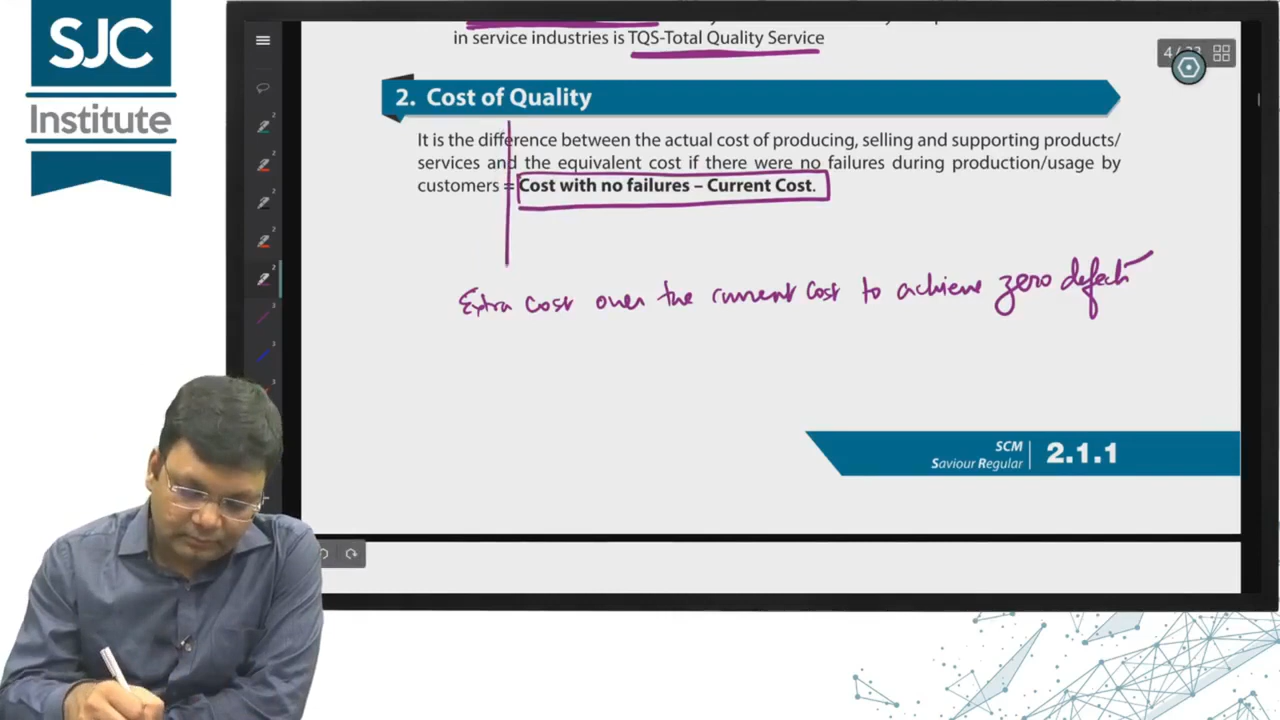 SJC
Institute
in service industries is TQS-Total Quality Service
4/
2. Cost of Quality
It is the difference between the actual cost of producing, selling and supporting products/
services and the equivalent cost if there were no failures during production/usage by
customers = Cost with no failures – Current Cost.
Extra cost over the current cost to achieve zero defects
SCM
Saviour Regular
2.1.1